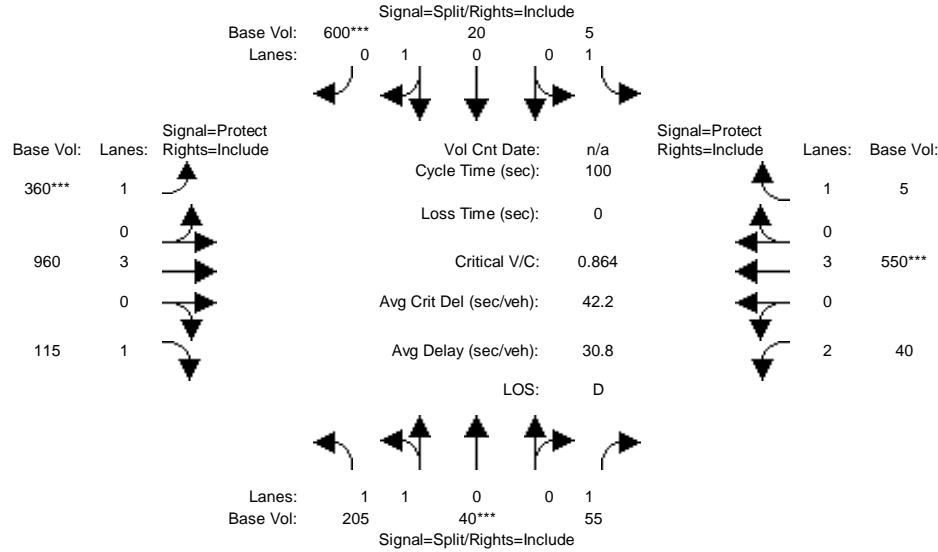 Signal=Split/Rights=Include
Base Vol: 600*** 20 5
Lanes: 0 1 0 0 1
Signal=Protect Signal=Protect
Base Vol: Lanes: Rights=Include Vol Cnt Date: n/a Rights=Include Lanes: Base Vol:
Cycle Time (sec): 100
360*** 1 1 5
Loss Time (sec): 0
0 0
960 3 Critical V/C: 0.864 3 550***
0 Avg Crit Del (sec/veh): 42.2 0
115 1 Avg Delay (sec/veh): 30.8 2 40
LOS: D
Lanes: 1 1 0 0 1
Base Vol: 205 40*** 55
Signal=Split/Rights=Include